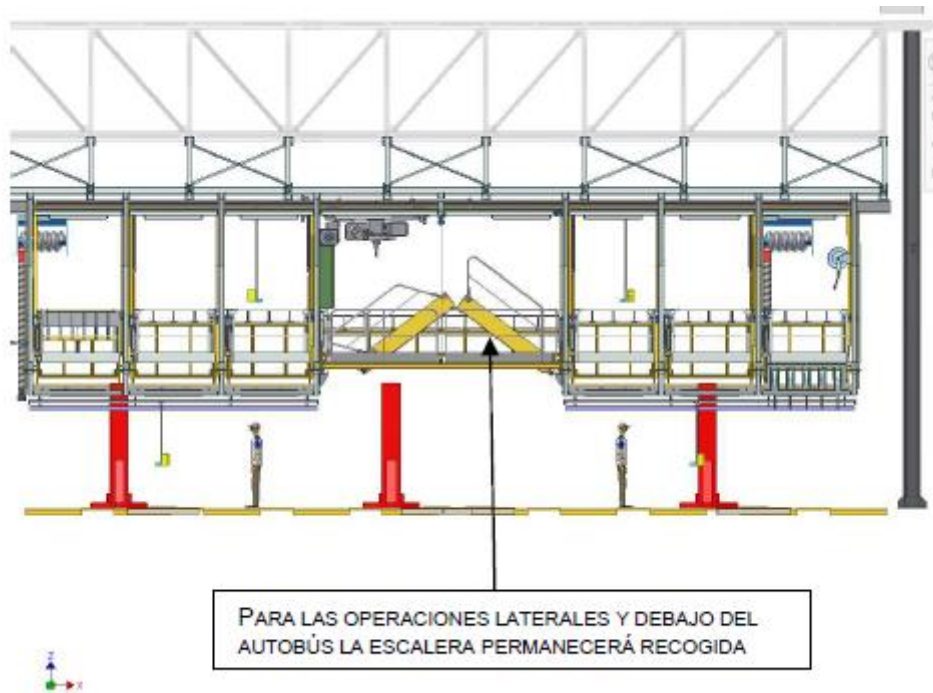 PARA LAS OPERACIONES LATERALES Y DEBAJO DEL
AUTOBÚS LA ESCALERA PERMANECERÁ RECOGIDA
Z
X